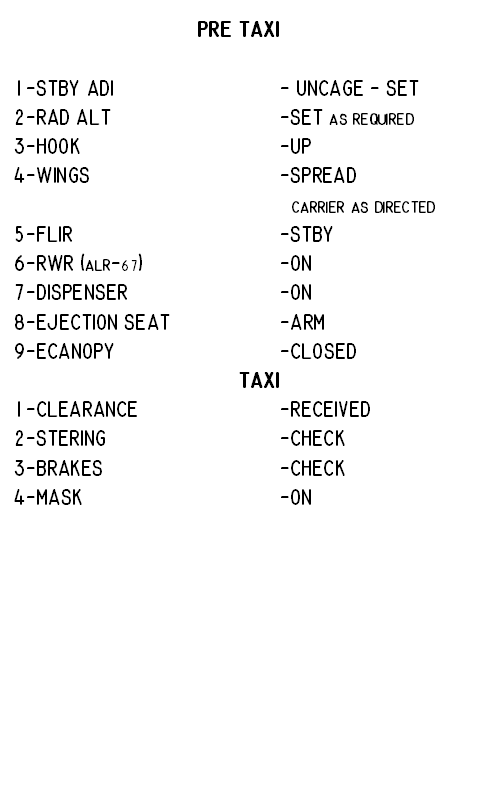 PRE TAXI
1-STBY ADI - UNCAGE - SET
2-RAD ALT -SET AS REQUIRED
3-HOOK -UP
4-WINGS -SPREAD
CARRIER AS DIRECTED
5-FLIR -STBY
6-RWR (ALR-67) -ON
7-DISPENSER -ON
8-EJECTION SEAT -ARM
9-ECANOPY -CLOSED
TAXI
1-CLEARANCE -RECEIVED
2-STERING -CHECK
3-BRAKES -CHECK
4-MASK -ON